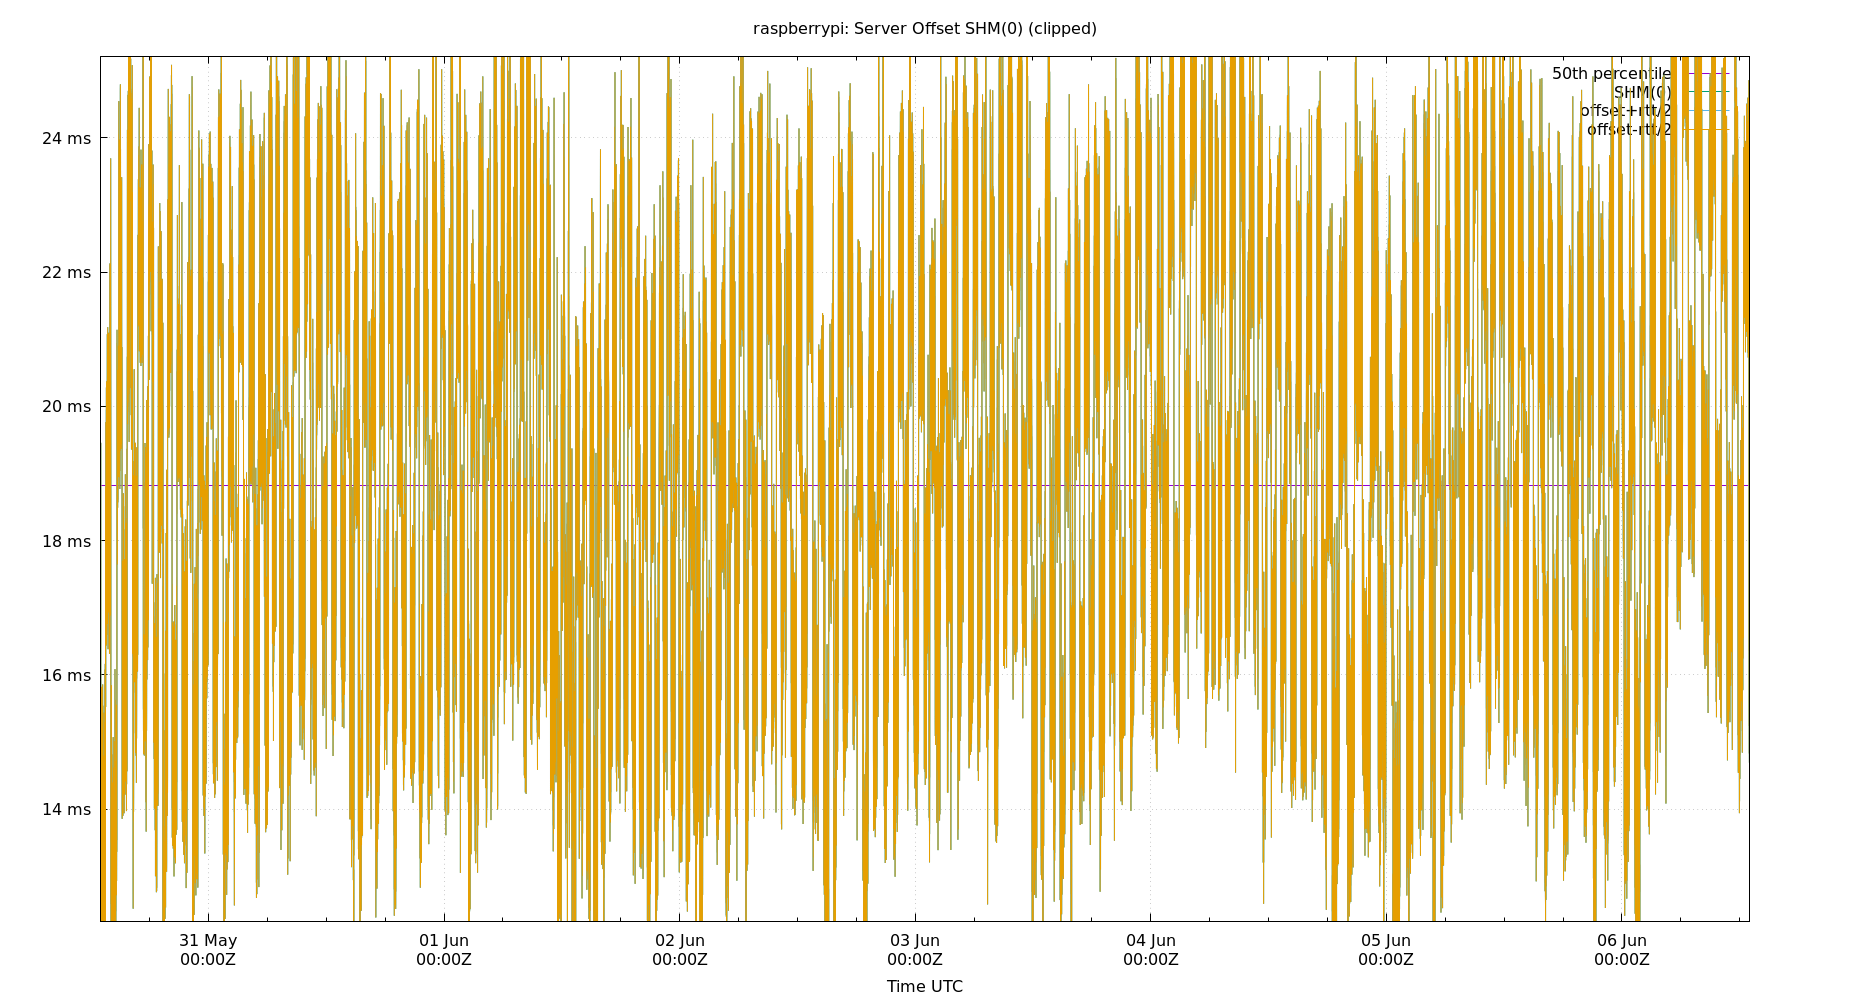 raspberrypi: Server Offset SHM(0) (clipped)
50th percentile
SHM(0)
offset+rtt/2
offset-rtt/2
24 ms
22 ms
20 ms
18 ms
16 ms
14 ms
31 May 01 Jun 02 Jun 03 Jun 04 Jun 05 Jun 06 Jun
00:00Z 00:00Z 00:00Z 00:00Z 00:00Z 00:00Z 00:00Z
Time UTC